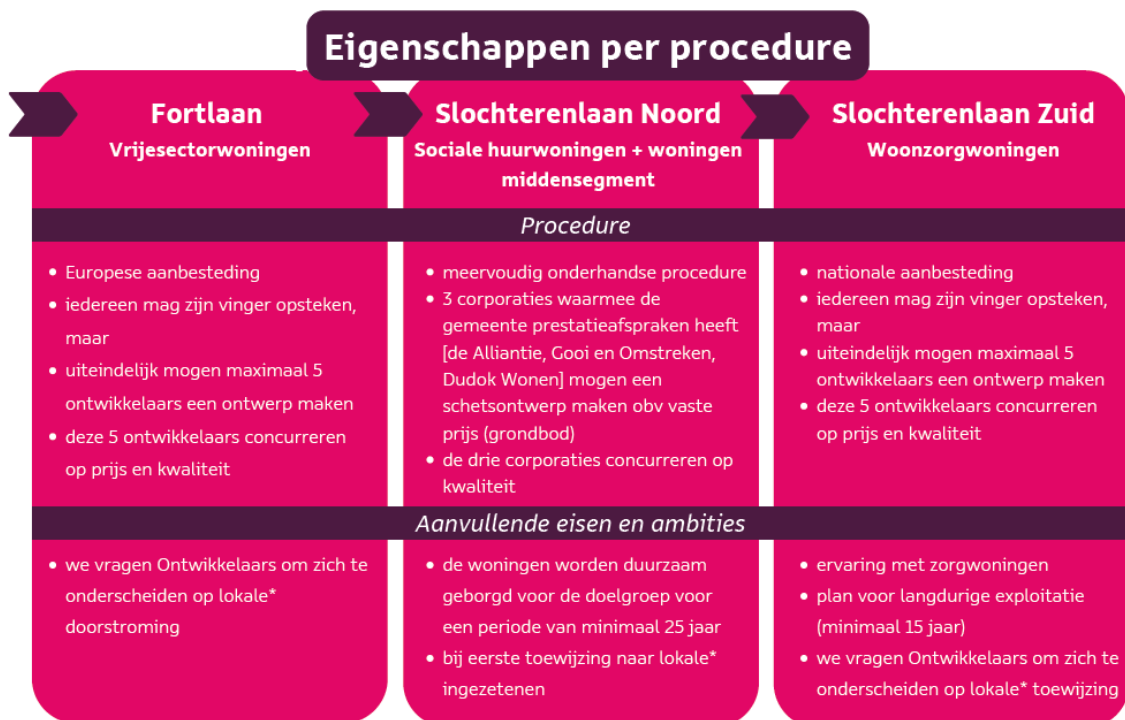 Eigenschappen per procedure
Fortlaan
Vrijesectorwoningen
Slochterenlaan Noord
Sociale huurwoningen + woningen
middensegment
Slochterenlaan Zuid
Woonzorgwoningen
Procedure
• Europese aanbesteding
• iedereen mag zijn vinger opsteken,
maar
• uiteindelijk mogen maximaal 5
ontwikkelaars een ontwerp maken
• deze 5 ontwikkelaars concurreren
op prijs en kwaliteit
• meervoudig onderhandse procedure
• 3 corporaties waarmee de
gemeente prestatieafspraken heeft
[de Alliantie, Gooi en Omstreken,
Dudok Wonen] mogen een
schetsontwerp maken obv vaste
prijs (grondbod)
• de drie corporaties concurreren op
kwaliteit
• nationale aanbesteding
• iedereen mag zijn vinger opsteken,
maar
• uiteindelijk mogen maximaal 5
ontwikkelaars een ontwerp maken
• deze 5 ontwikkelaars concurreren
op prijs en kwaliteit
Aanvullende eisen en ambities
• we vragen Ontwikkelaars om zich te
onderscheiden op lokale*
doorstroming
• de woningen worden duurzaam
geborgd voor de doelgroep voor
een periode van minimaal 25 jaar
• bij eerste toewijzing naar lokale*
ingezetenen
• ervaring met zorgwoningen
• plan voor langdurige exploitatie
(minimaal 15 jaar)
• we vragen Ontwikkelaars om zich te
onderscheiden op lokale* toewijzing